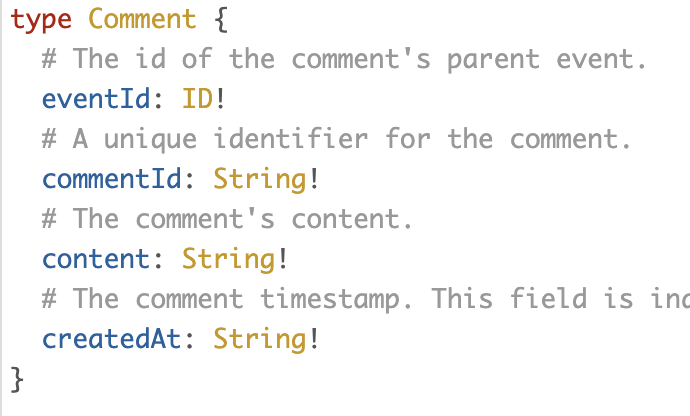 type Comment {
  # The id of the comment's parent event.
  eventId: ID!
  # A unique identifier for the comment.
  commentId: String!
  # The comment's content.
  content: String!
  # The comment timestamp. This field is
  createdAt: String!
}